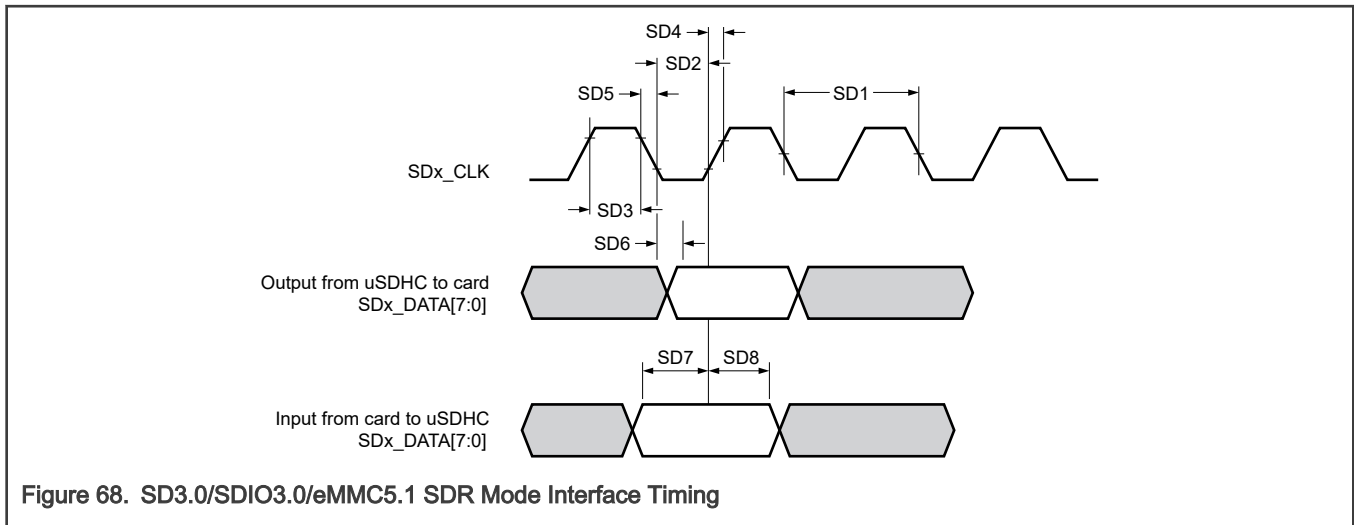 SD4
SD2
SD5
SD1
SDx_CLK
SD3
SD6
Output from uSDHC to card
SDx_DATA[7:0]
SD7
SD8
Input from card to uSDHC
SDx_DATA[7:0]
Figure 68. SD3.0/SDIO3.0/eMMC5.1 SDR Mode Interface Timing